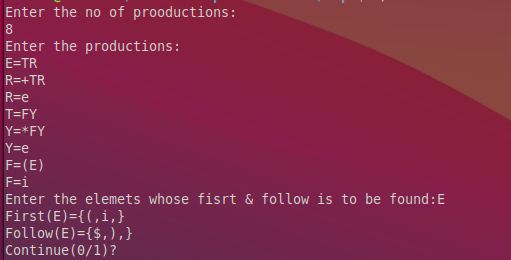 Enter the no of prooductions:
8
Enter the productions:
E=TR
R=+TR
R=e
T=FY
Y=*FY
Y=e
F=(E)
F=i
Enter the elemets whose fisrt & follow is to be found:E
First(E)={(,i,}
Follow(E)={$,),}
Continue(0/1)?